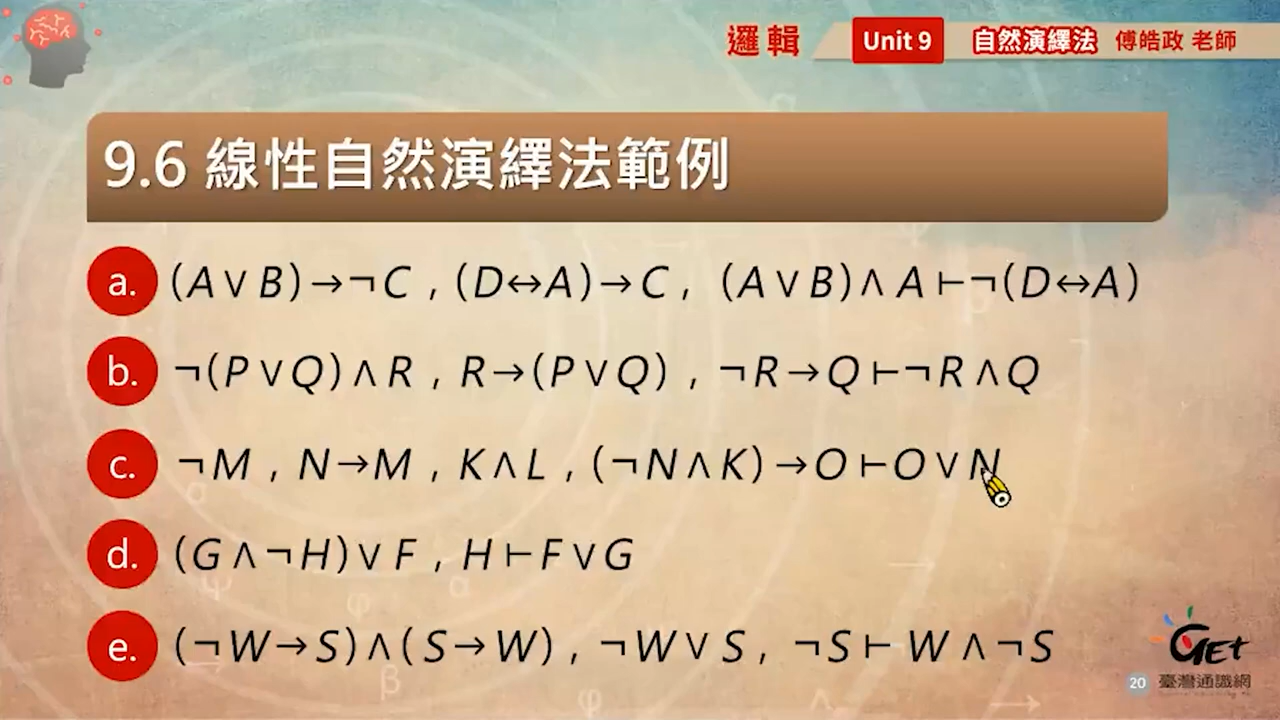 邏輯 Unit 9 自然演繹法 傅皓政 老師
9.6 線性自然演繹法範例
a. (A∨B)→¬C , (D↔A)→C , (A∨B)∧A⊢¬(D↔A)
b. ¬(P∨Q)∧R , R→(P∨Q) , ¬R→Q⊢¬R∧Q
c. ¬M , N→M , K∧L , (¬N∧K)→O⊢O∨N
d. (G∧¬H)∨F , H⊢F∨G
e. (¬W→S)∧(S→W) , ¬W∨S , ¬S⊢W∧¬S
GET
20 臺灣通識網